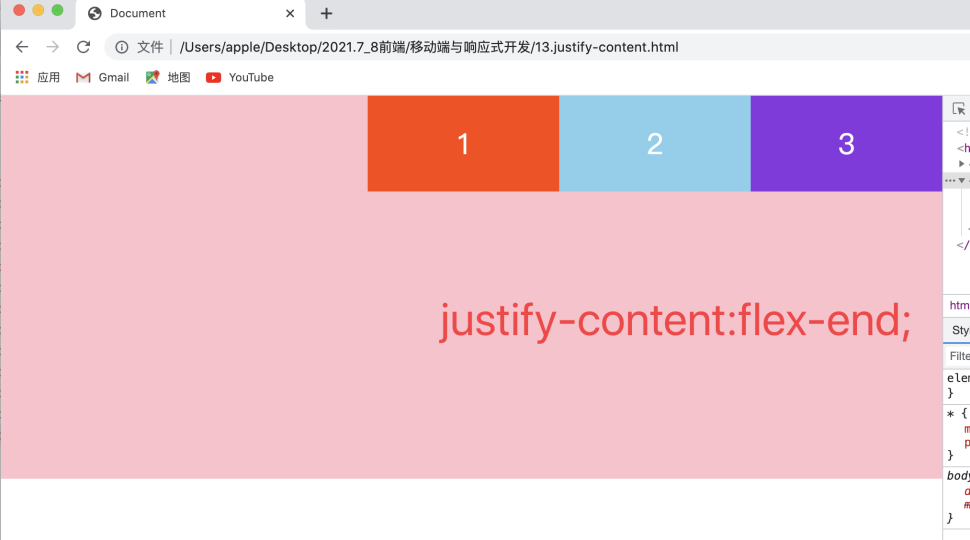 Document
文件 | /Users/apple/Desktop/2021.7_8前端/移动端与响应式开发/13.justify-content.html
应用 Gmail 地图 YouTube
1 2 3
justify-content:flex-end;
<!
<h
</
htm
Sty
Filte
elem
}
* {
m
p
}
body
m
}